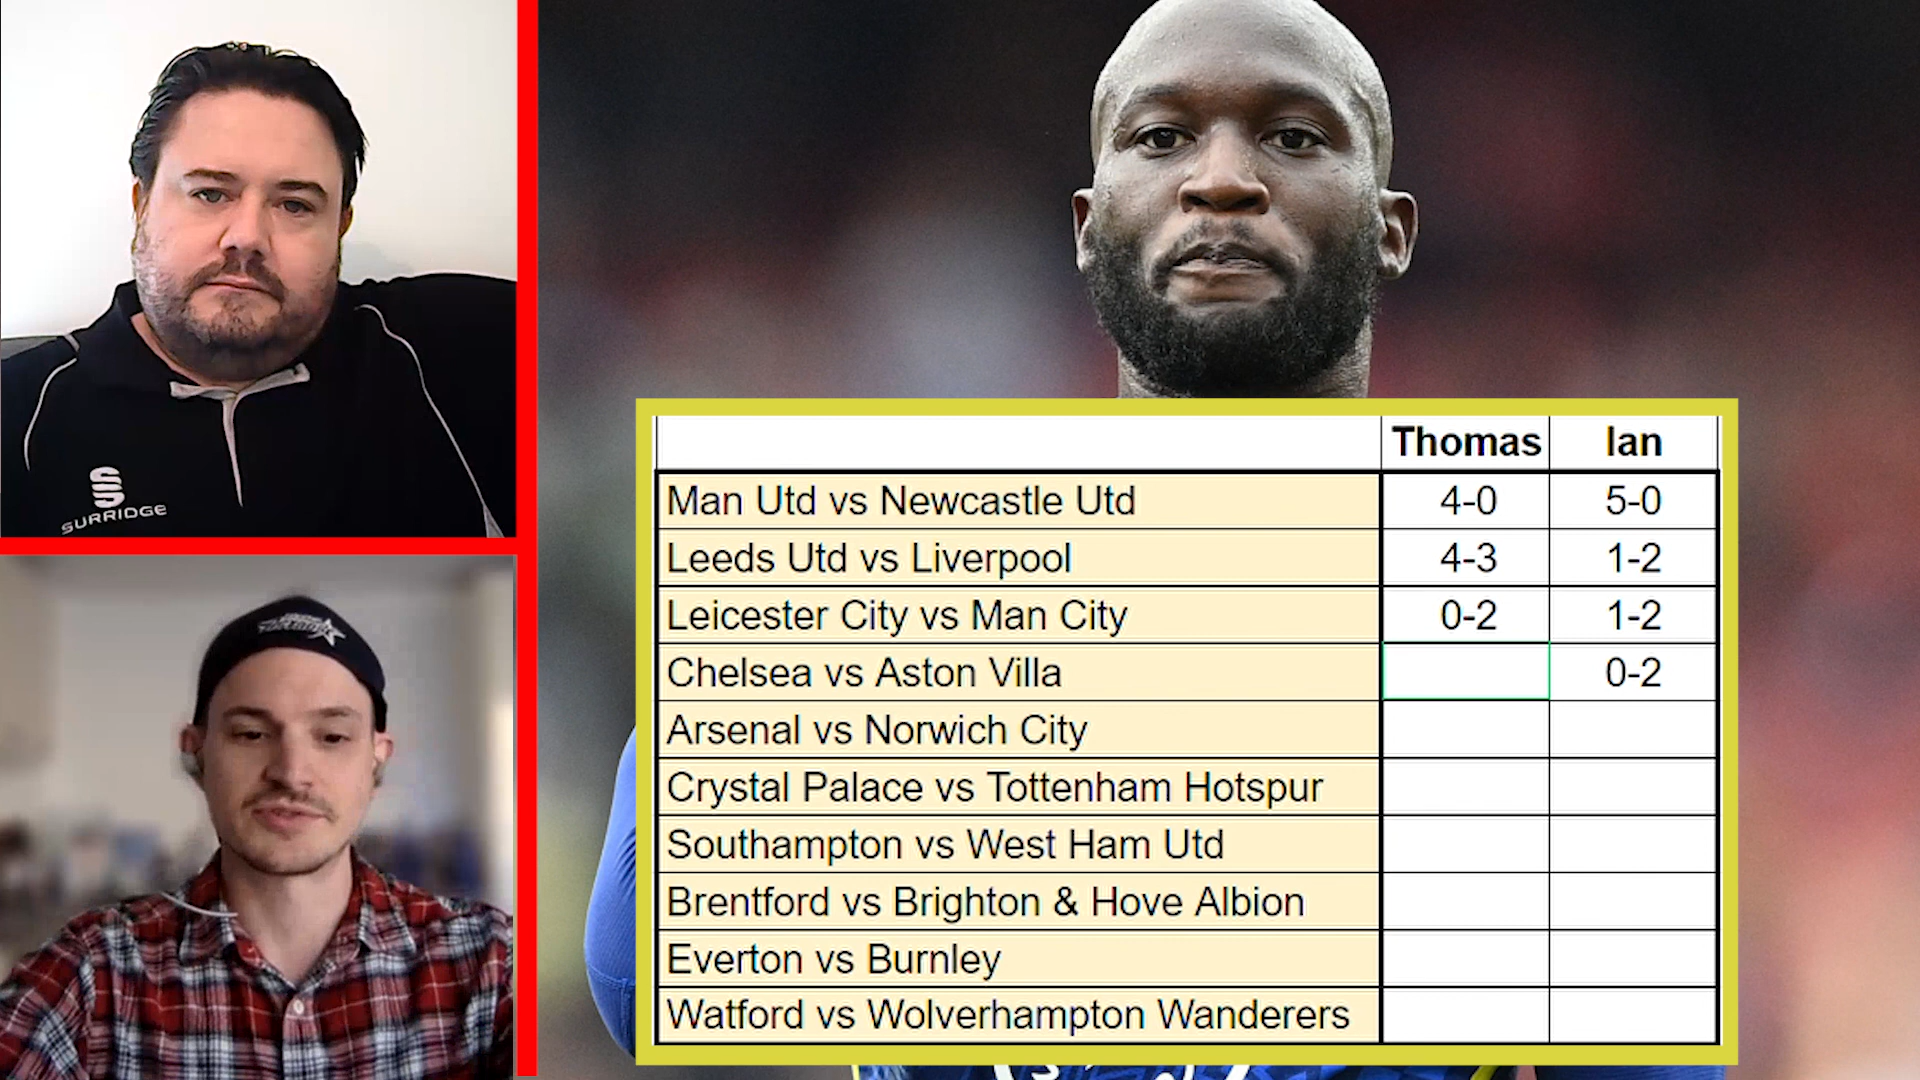 SURRIDGE
Thomas Ian
Man Utd vs Newcastle Utd 4-0 5-0
Leeds Utd vs Liverpool 4-3 1-2
Leicester City vs Man City 0-2 1-2
Chelsea vs Aston Villa 0-2
Arsenal vs Norwich City
Crystal Palace vs Tottenham Hotspur
Southampton vs West Ham Utd
Brentford vs Brighton & Hove Albion
Everton vs Burnley
Watford vs Wolverhampton Wanderers